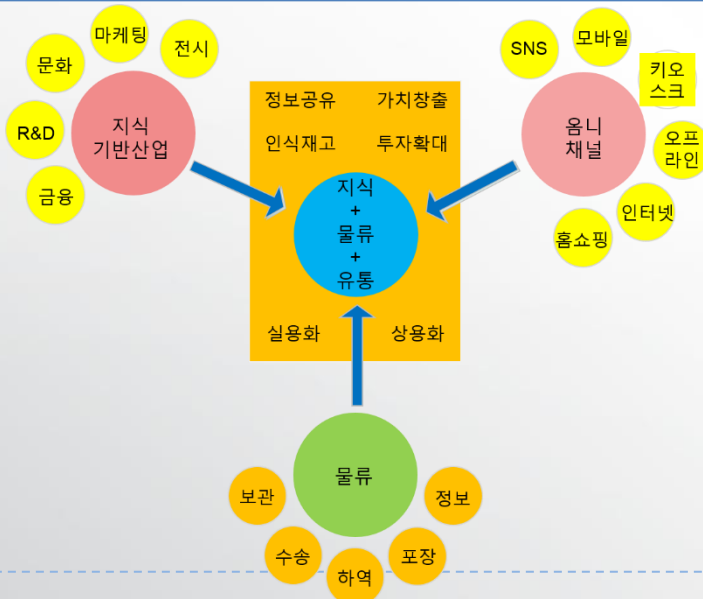 마케팅
전시
문화
R&D
금융
지식
기반산업
정보공유
가치창출
인식재고
투자확대
지식
+
물류
+
유통
실용화
상용화
SNS
모바일
키오
스크
오프
라인
인터넷
홈쇼핑
옴니
채널
물류
보관
수송
하역
포장
정보